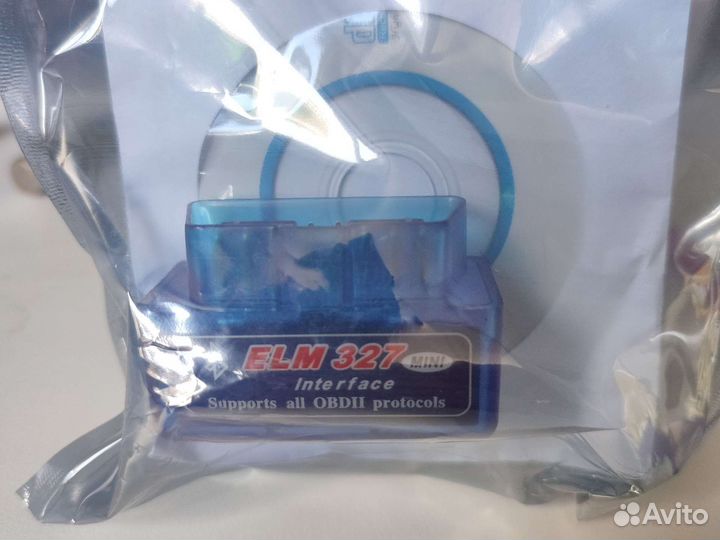 ELM 327 MINI
Interface
Supports all OBDII protocols
Avito